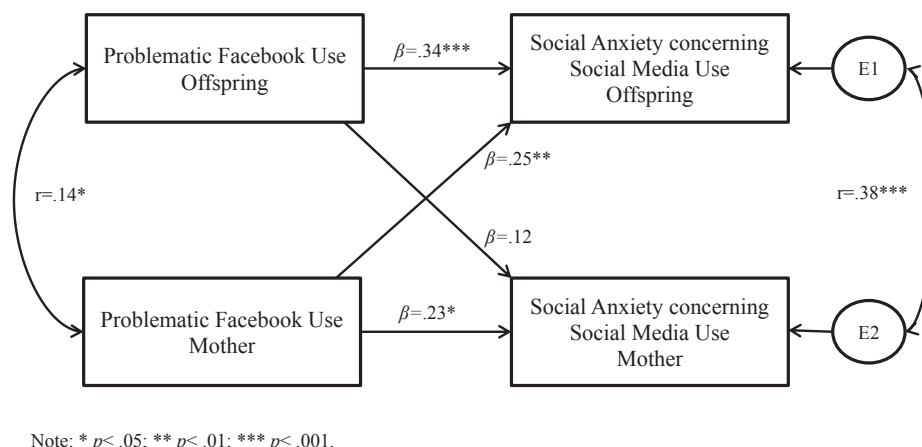 Problematic Facebook Use
Offspring
β=.34***
Social Anxiety concerning
Social Media Use
Offspring
E1
β=.25**
r=.14*
r=.38***
β=.12
Problematic Facebook Use
Mother
β=.23*
Social Anxiety concerning
Social Media Use
Mother
E2
Note: * p< .05; ** p< .01; *** p< .001.